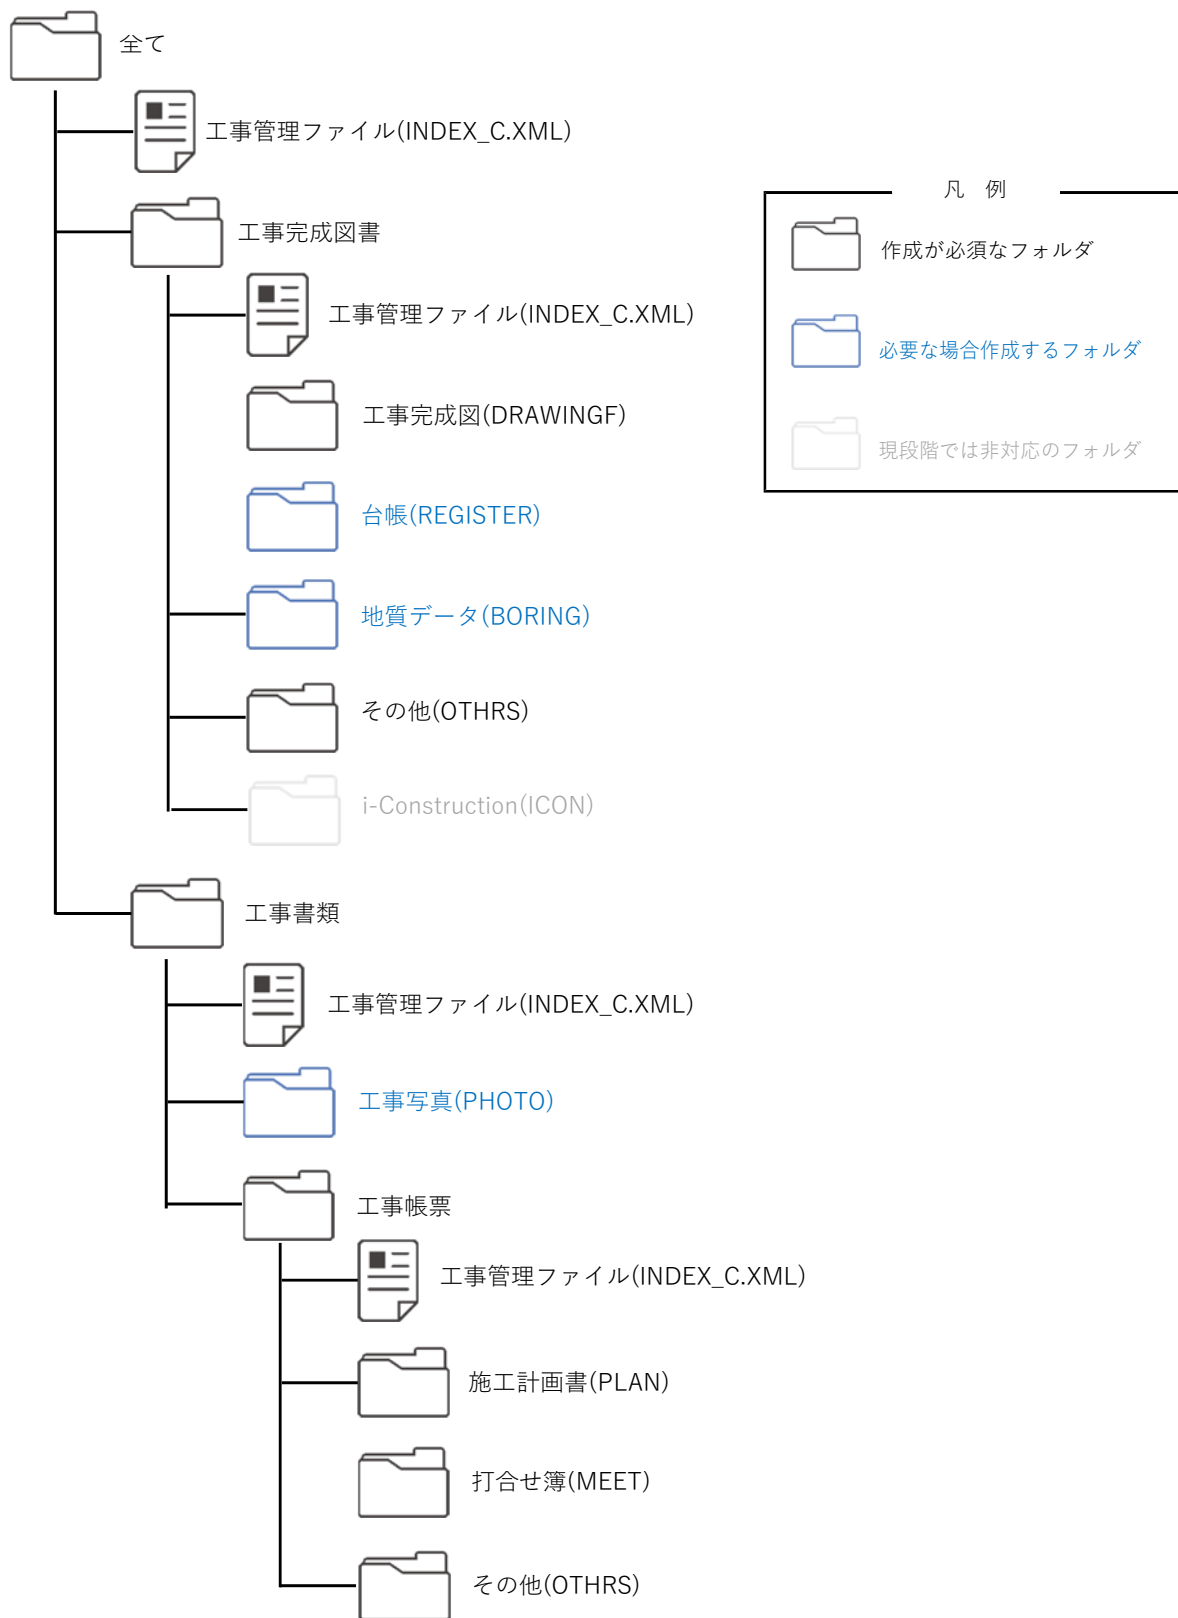 全て
工事管理ファイル(INDEX_C.XML)
凡　例
工事完成図書
作成が必須なフォルダ
工事管理ファイル(INDEX_C.XML)
必要な場合作成するフォルダ
工事完成図(DRAWINGF)
現段階では非対応のフォルダ
台帳(REGISTER)
地質データ(BORING)
その他(OTHRS)
i-Construction(ICON)
工事書類
工事管理ファイル(INDEX_C.XML)
工事写真(PHOTO)
工事帳票
工事管理ファイル(INDEX_C.XML)
施工計画書(PLAN)
打合せ簿(MEET)
その他(OTHRS)